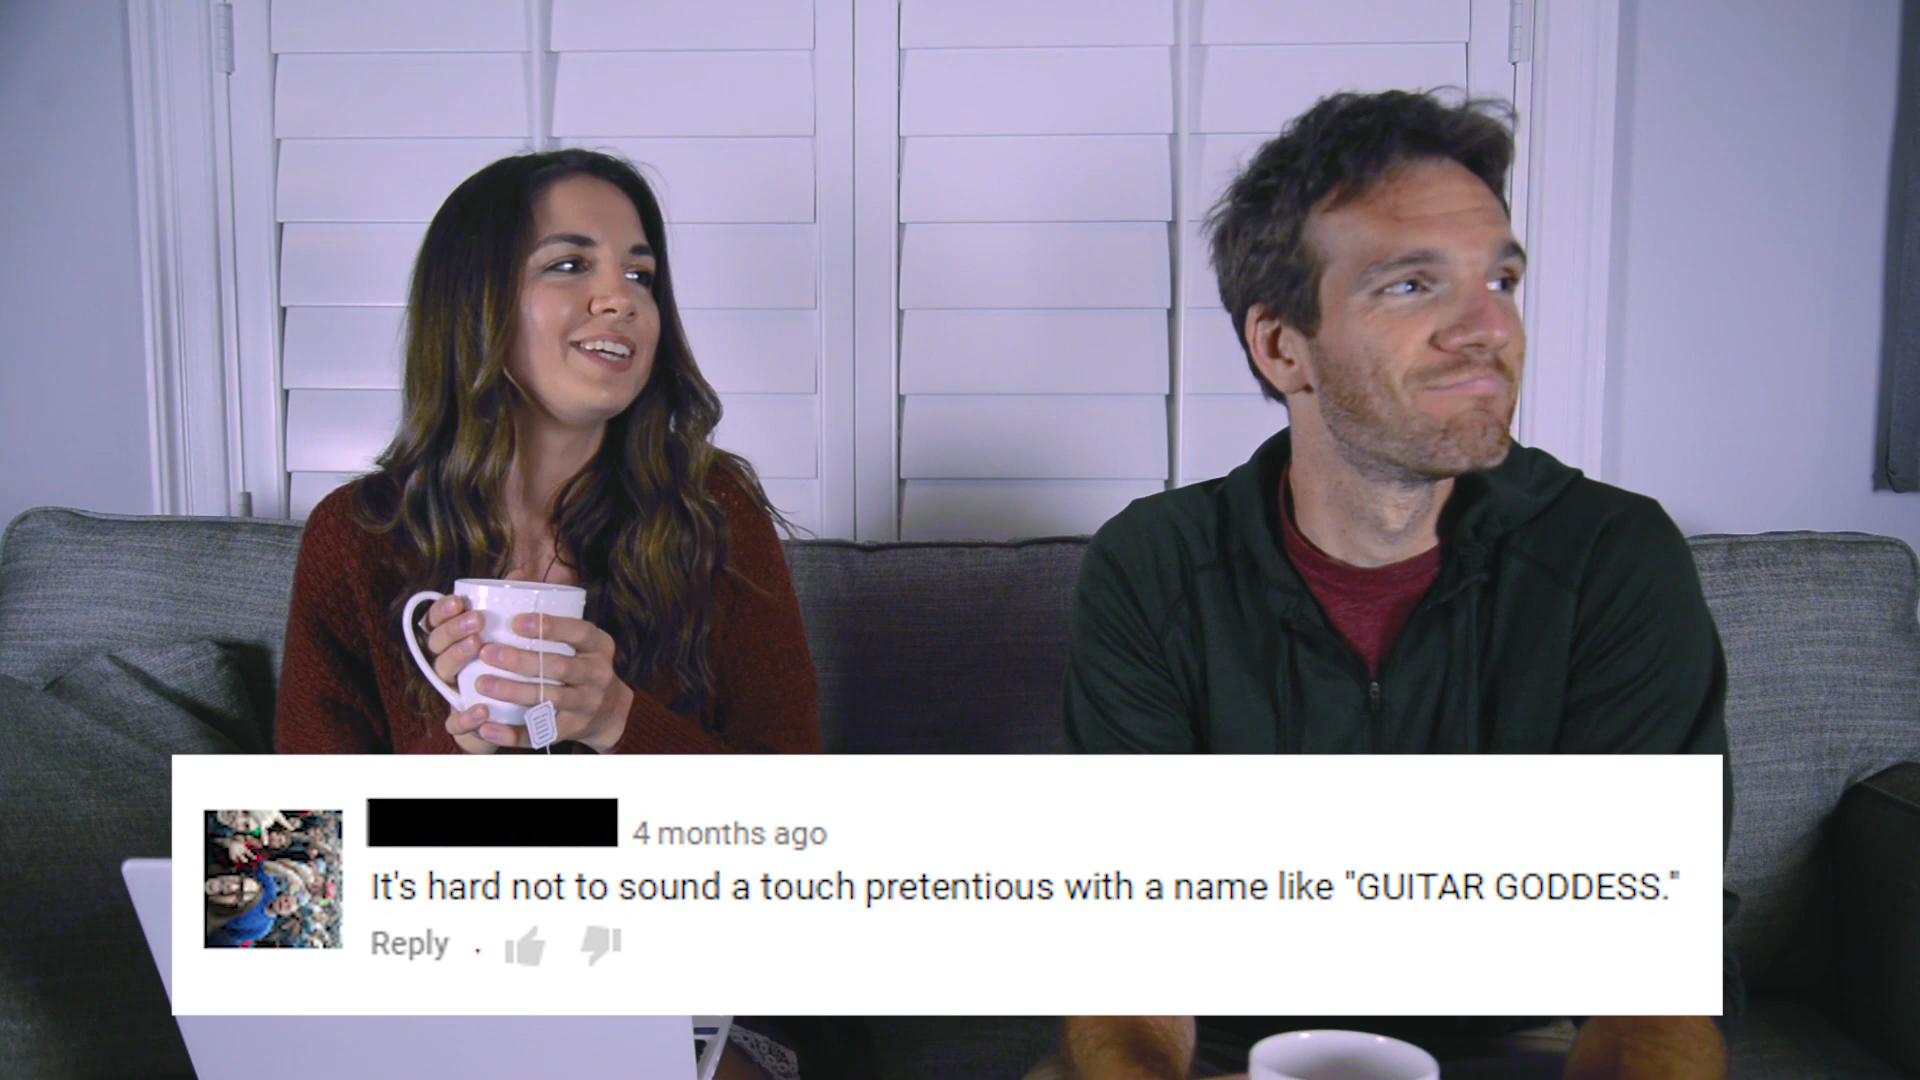 4 months ago
It's hard not to sound a touch pretentious with a name like "GUITAR GODDESS."
Reply .